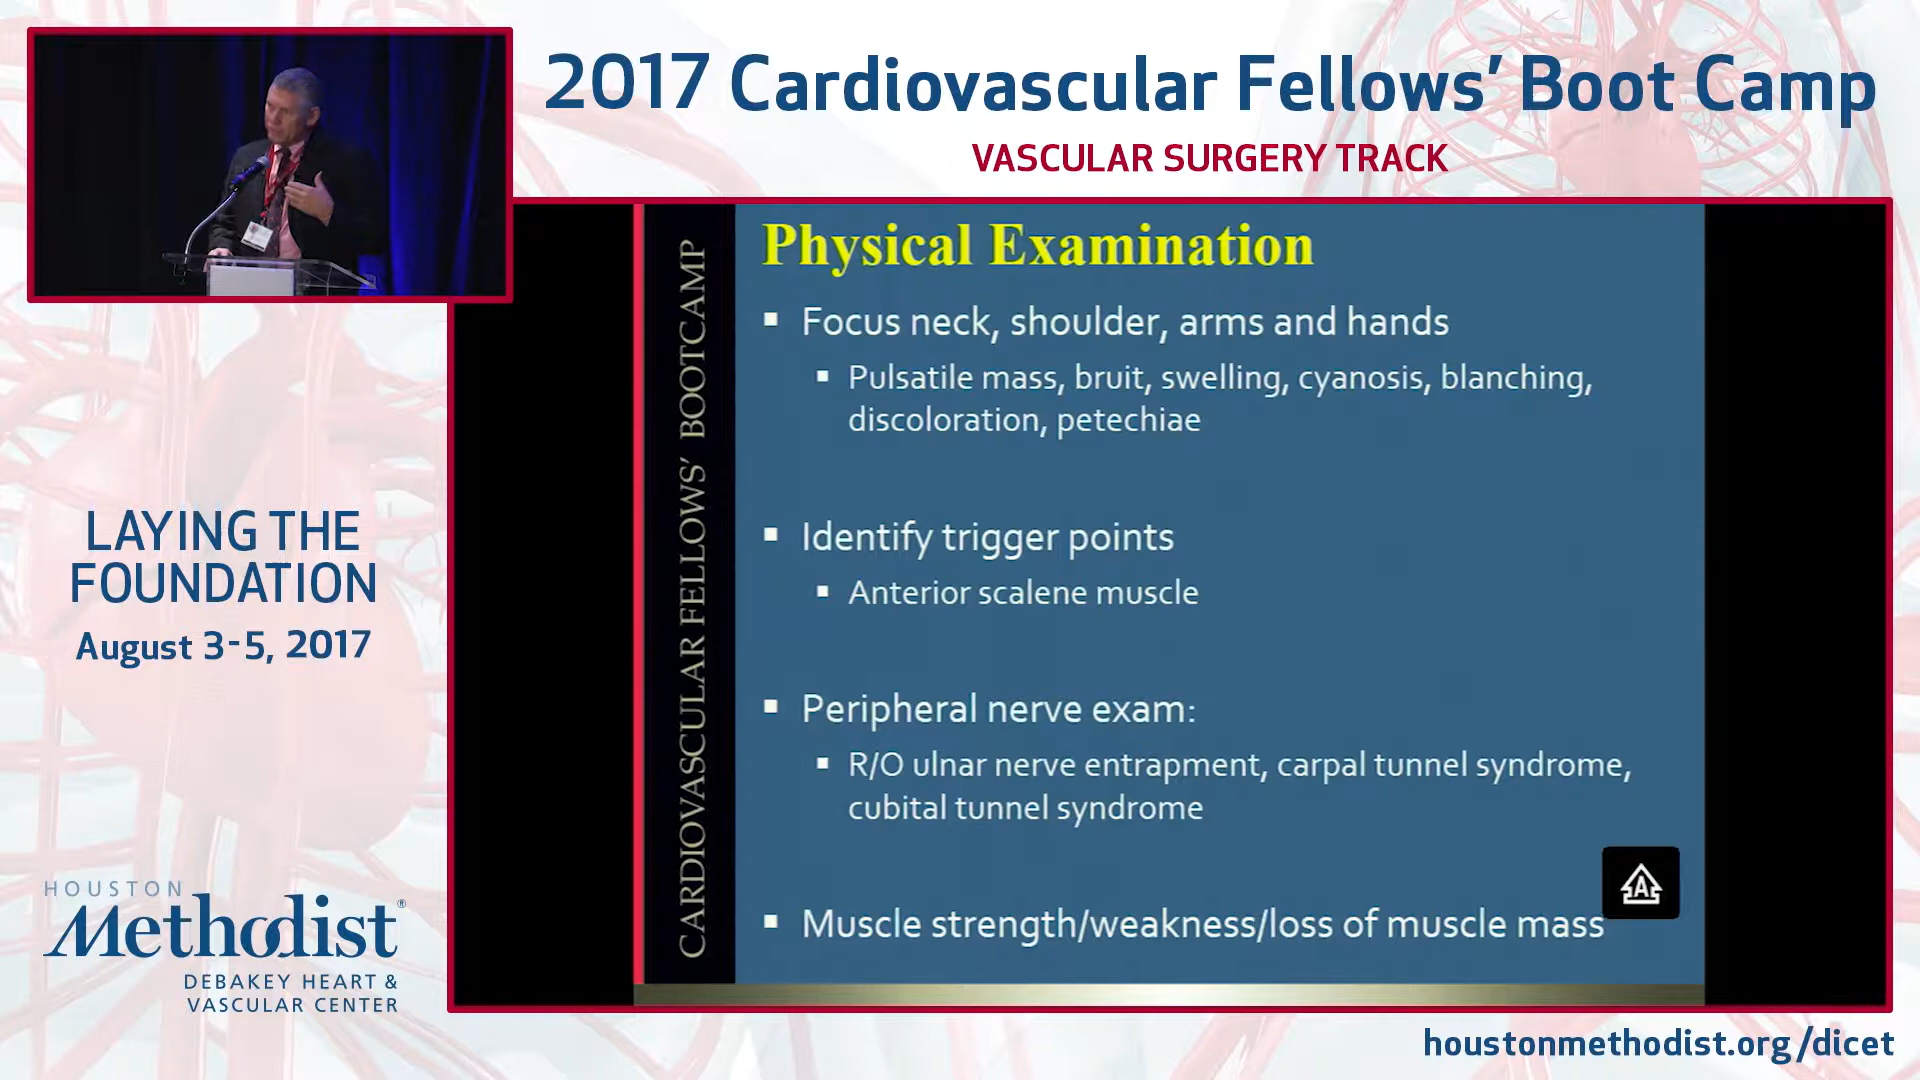 2017 Cardiovascular Fellows’ Boot Camp
VASCULAR SURGERY TRACK
LAYING THE
FOUNDATION
August 3-5, 2017
HOUSTON
Methodist®
DEBAKEY HEART &
VASCULAR CENTER
CARDIOVASCULAR FELLOWS’ BOOTCAMP
Physical Examination
▪ Focus neck, shoulder, arms and hands
▪ Pulsatile mass, bruit, swelling, cyanosis, blanching,
discoloration, petechiae
▪ Identify trigger points
▪ Anterior scalene muscle
▪ Peripheral nerve exam:
▪ R/O ulnar nerve entrapment, carpal tunnel syndrome,
cubital tunnel syndrome
▪ Muscle strength/weakness/loss of muscle mass
A
houstonmethodist.org/dicet